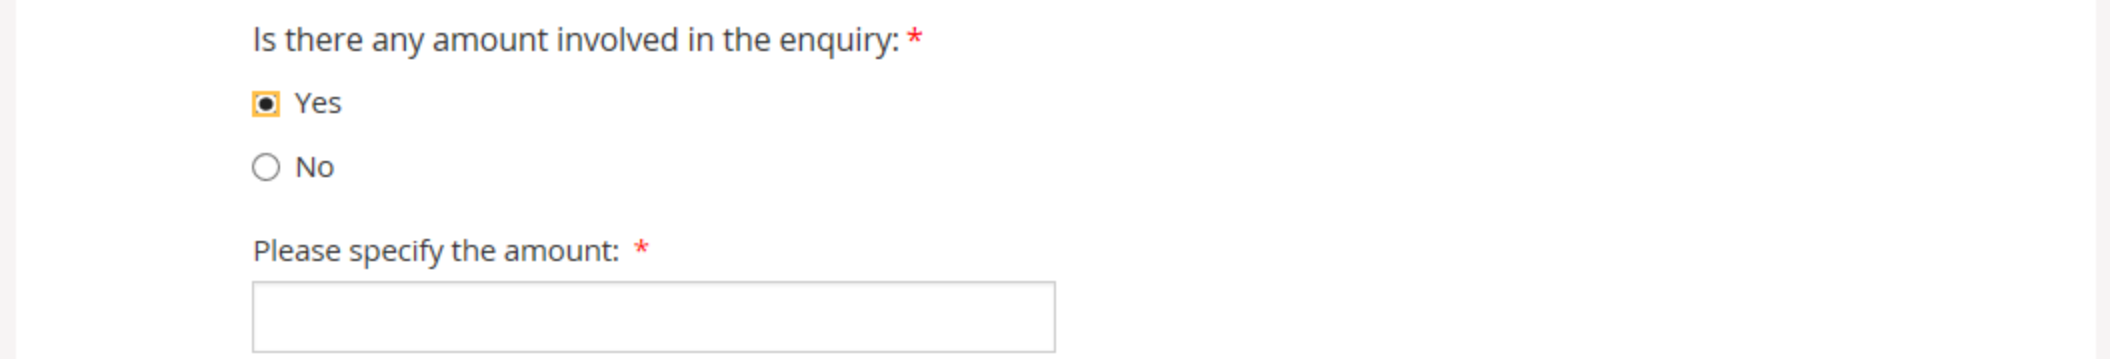 Is there any amount involved in the enquiry: *
Yes
No
Please specify the amount: *